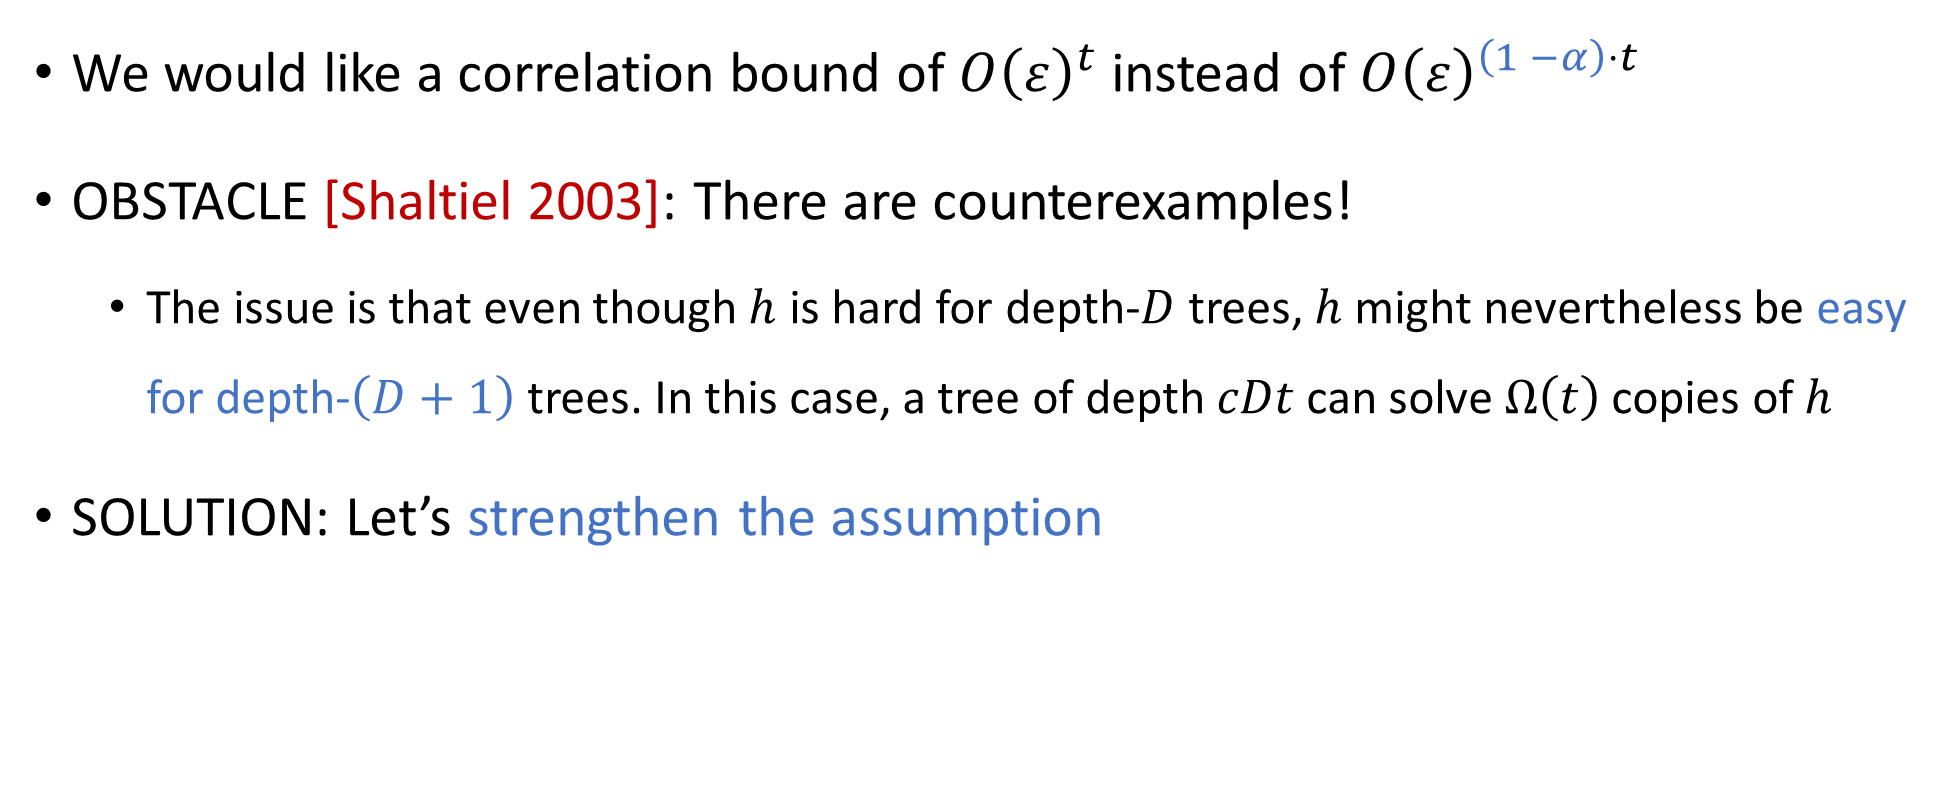 • We would like a correlation bound of O(ε)^t instead of O(ε)^{(1 −α)·t}
• OBSTACLE [Shaltiel 2003]: There are counterexamples!
• The issue is that even though h is hard for depth-D trees, h might nevertheless be easy
for depth-(D + 1) trees. In this case, a tree of depth cDt can solve Ω(t) copies of h
• SOLUTION: Let’s strengthen the assumption